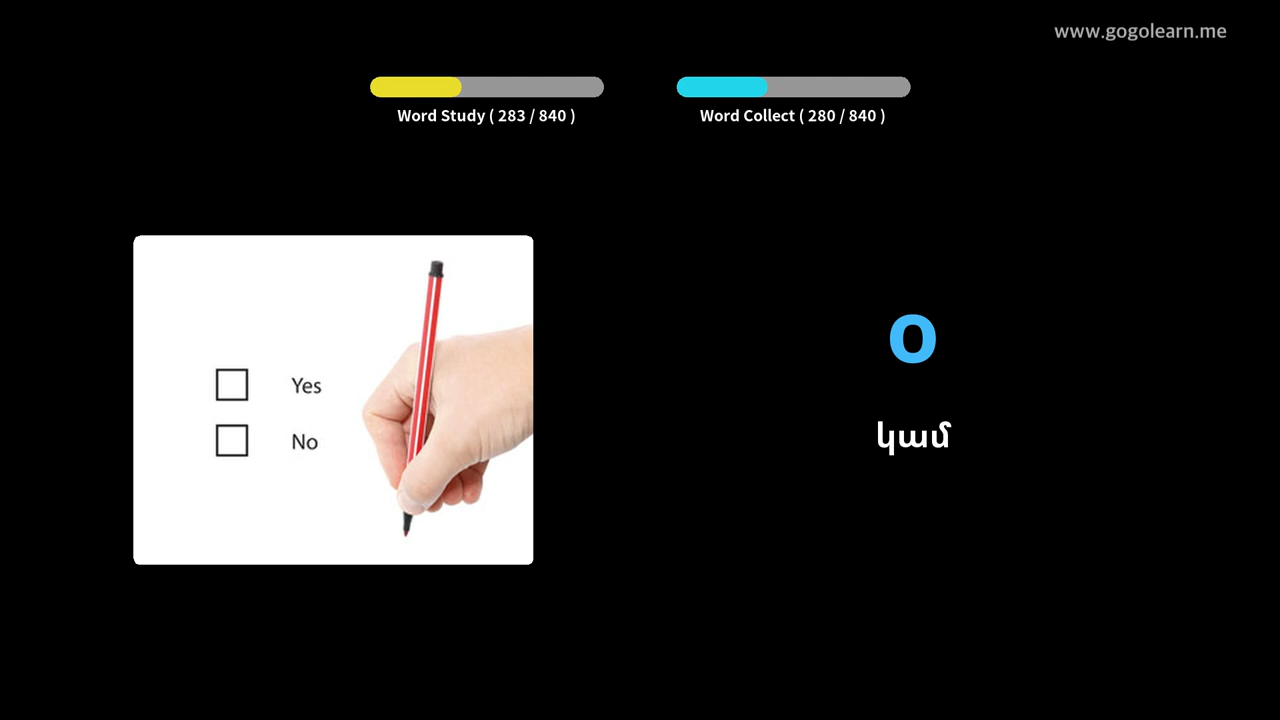 www.gogolearn.me
Word Study ( 283 / 840 )
Word Collect ( 280 / 840 )
Yes
No
o
կամ